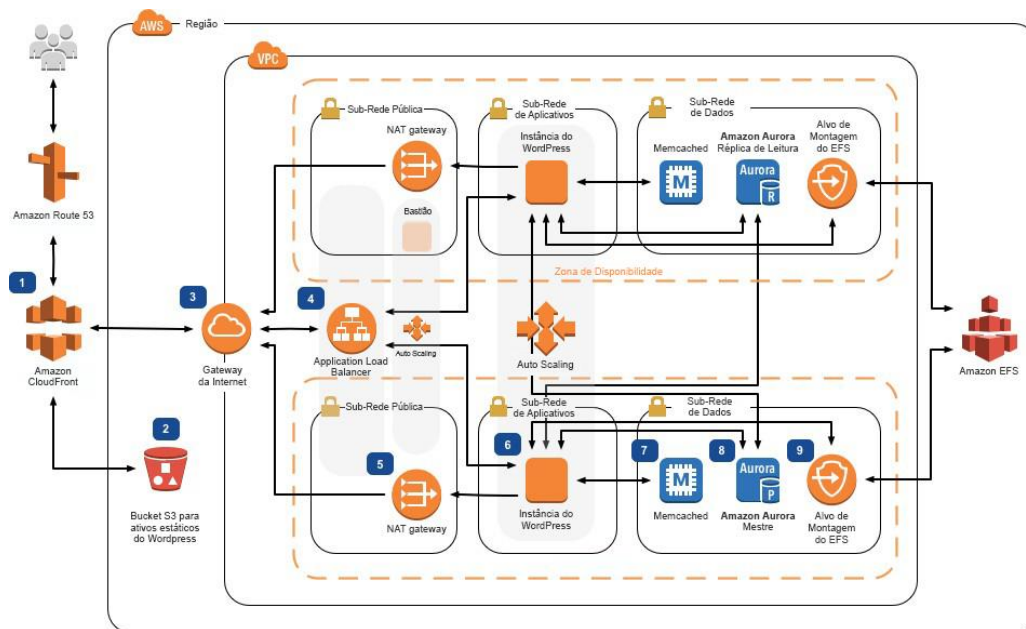 AWS
Região
VPC
Sub-Rede Pública
NAT gateway
Bastião
Sub-Rede
de Aplicativos
Instância do
WordPress
Sub-Rede
de Dados
Memcached
Amazon Aurora
Réplica de Leitura
M
Aurora
R
Alvo de
Montagem
do EFS
Zona de Disponibilidade
Amazon Route 53
1
Amazon
CloudFront
3
Gateway
da Internet
4
Application Load
Balancer
Auto Scaling
Auto Scaling
Amazon EFS
2
Bucket S3 para
ativos estáticos
do Wordpress
Sub-Rede Pública
5
NAT gateway
Sub-Rede
de Aplicativos
6
Instância do
WordPress
Sub-Rede
de Dados
7
M
Memcached
8
Aurora
P
Amazon Aurora
Mestre
9
Alvo de
Montagem
do EFS